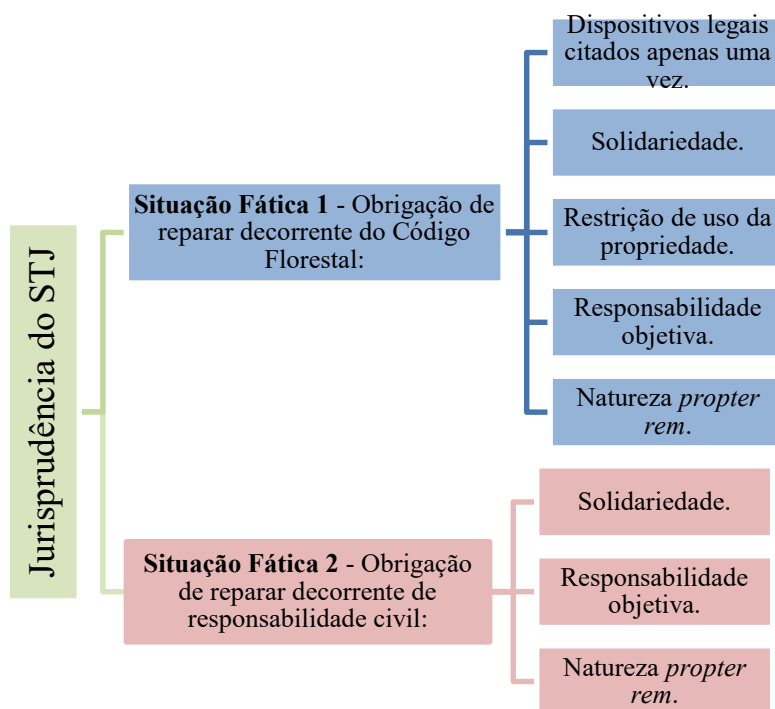 Jurisprudência do STJ
Situação Fática 1 - Obrigação de
reparar decorrente do Código
Florestal:
Dispositivos legais
citados apenas uma
vez.
Solidariedade.
Restrição de uso da
propriedade.
Responsabilidade
objetiva.
Natureza propter
rem.
Situação Fática 2 - Obrigação
de reparar decorrente de
responsabilidade civil:
Solidariedade.
Responsabilidade
objetiva.
Natureza propter
rem.